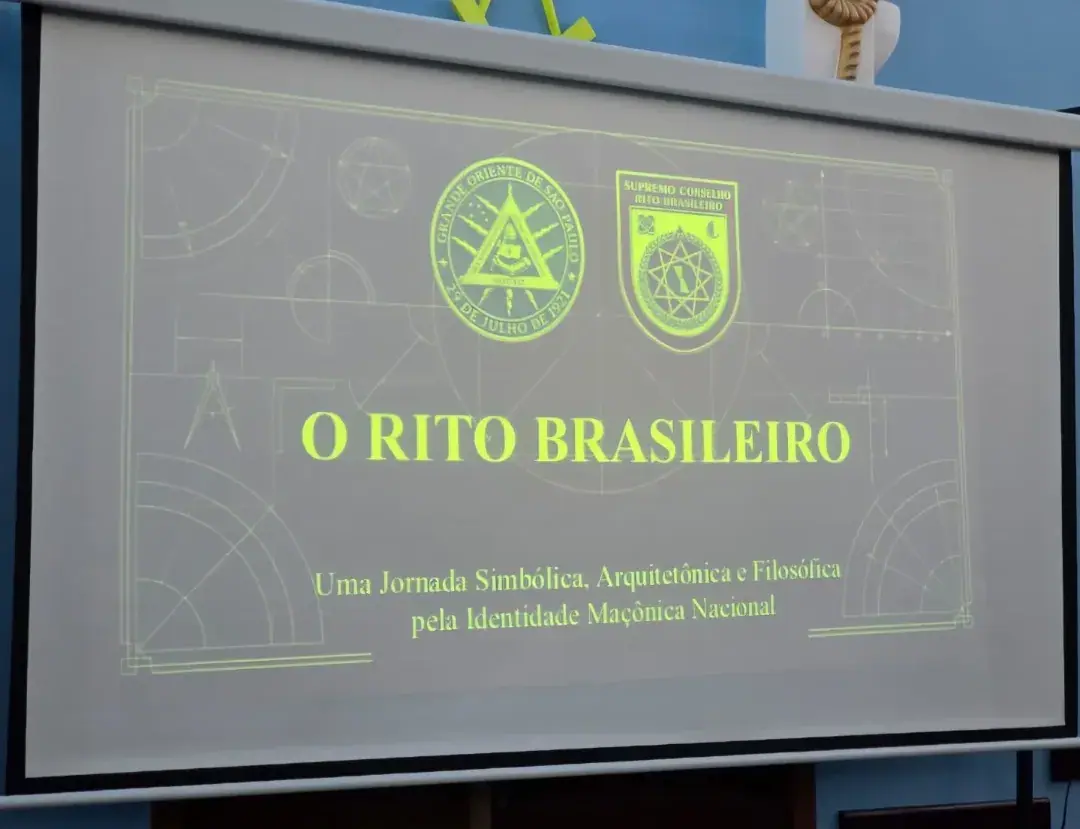 GRANDE ORIENTE DE SÃO PAULO
29 DE JULHO DE 1921
SUPREMO CONSELHO
RITO BRASILEIRO
O RITO BRASILEIRO
Uma Jornada Simbólica, Arquitetônica e Filosófica
pela Identidade Maçônica Nacional